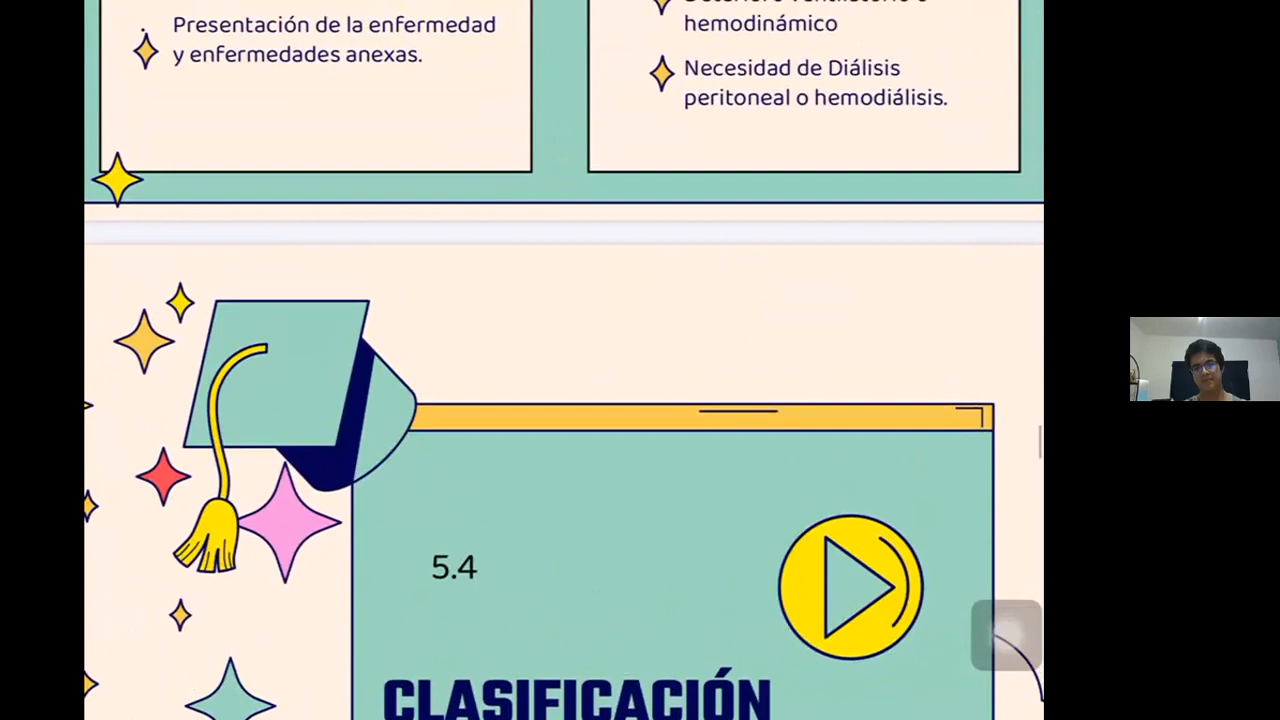 Presentación de la enfermedad
y enfermedades anexas.
hemodinámico
Necesidad de Diálisis
peritoneal o hemodiálisis.
5.4
CLASIFICACIÓN